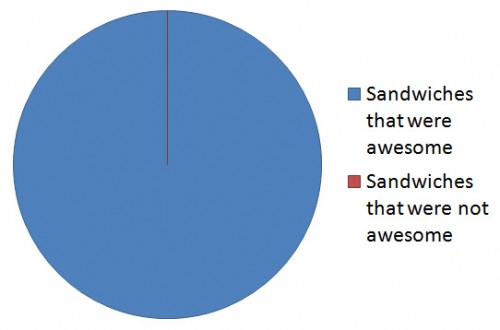 Sandwiches
that were
awesome
Sandwiches
that were not
awesome